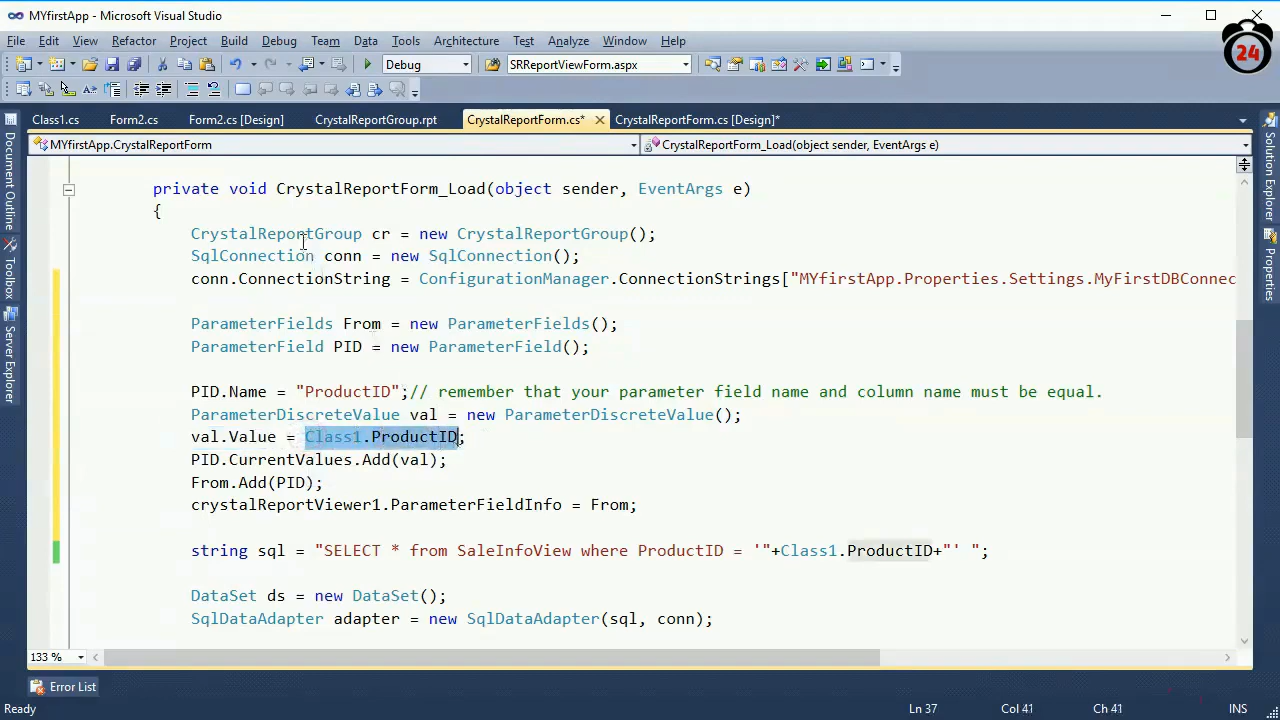 MYfirstApp - Microsoft Visual Studio
24
File Edit View Refactor Project Build Debug Team Data Tools Architecture Test Analyze Window Help
Debug SRReportViewForm.aspx
Class1.cs Form2.cs Form2.cs [Design] CrystalReportGroup.rpt CrystalReportForm.cs* CrystalReportForm.cs [Design]*
MYfirstApp.CrystalReportForm CrystalReportForm_Load(object sender, EventArgs e)
Document Outline
Toolbox
Server Explorer
Solution Explorer
Properties
private void CrystalReportForm_Load(object sender, EventArgs e)
{
CrystalReportGroup cr = new CrystalReportGroup();
SqlConnection conn = new SqlConnection();
conn.ConnectionString = ConfigurationManager.ConnectionStrings["MYfirstApp.Properties.Settings.MyFirstDBConnec
ParameterFields From = new ParameterFields();
ParameterField PID = new ParameterField();
PID.Name = "ProductID";// remember that your parameter field name and column name must be equal.
ParameterDiscreteValue val = new ParameterDiscreteValue();
val.Value = Class1.ProductID;
PID.CurrentValues.Add(val);
From.Add(PID);
crystalReportViewer1.ParameterFieldInfo = From;
string sql = "SELECT * from SaleInfoView where ProductID = '"+Class1.ProductID+"' ";
DataSet ds = new DataSet();
SqlDataAdapter adapter = new SqlDataAdapter(sql, conn);
133 %
Error List
Ready Ln 37 Col 41 Ch 41 INS